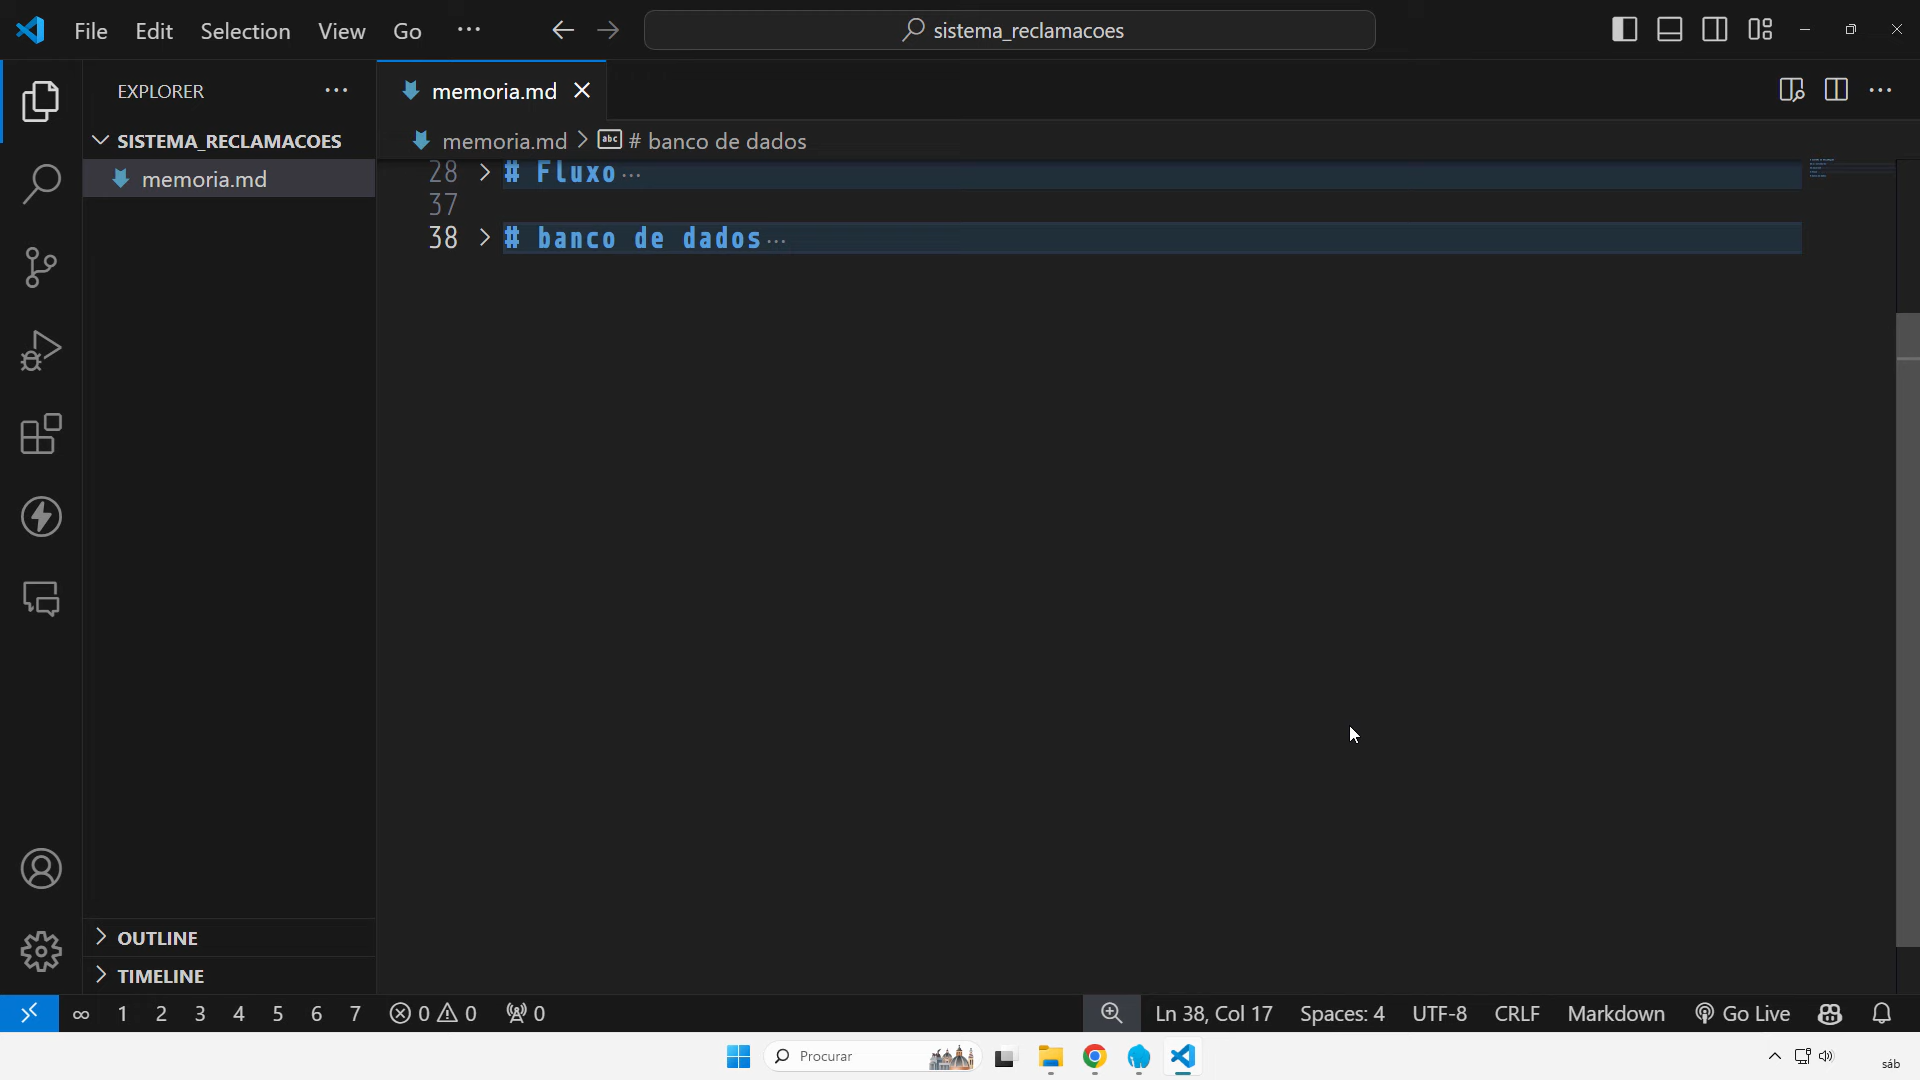 File Edit Selection View Go ··· sistema_reclamacoes
EXPLORER ···
memoria.md
SISTEMA_RECLAMACOES
memoria.md
memoria.md > # banco de dados
28 # Fluxo···
37
38 # banco de dados···
OUTLINE
TIMELINE
∞ 1 2 3 4 5 6 7 0 0 0 Ln 38, Col 17 Spaces: 4 UTF-8 CRLF Markdown Go Live
Procurar
sáb